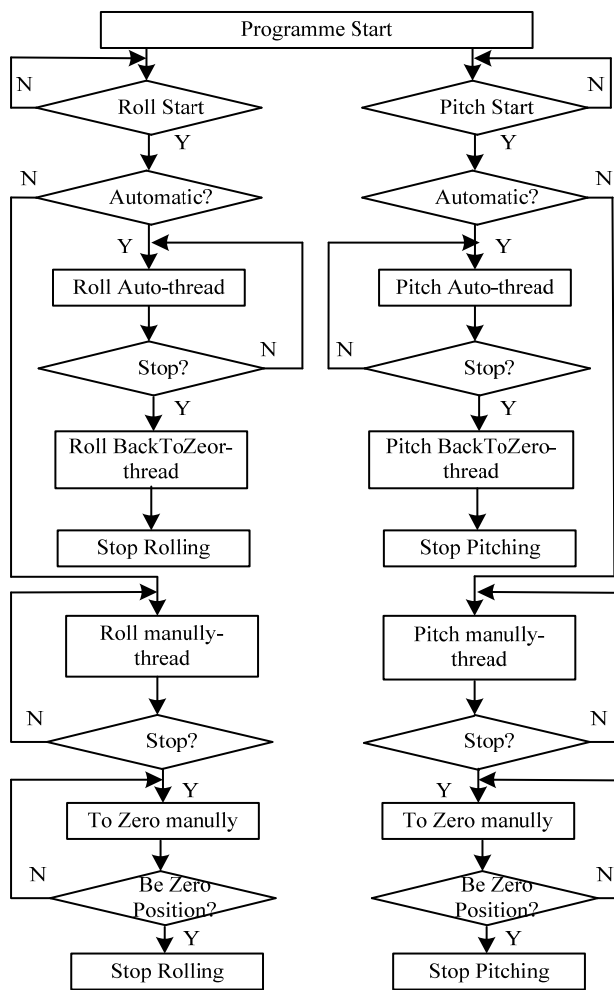 Programme Start
N
Roll Start
Y
N
Automatic?
Y
Roll Auto-thread
Stop?
N
Y
Roll BackToZeor-
thread
Stop Rolling
Roll manully-
thread
N
Stop?
Y
To Zero manully
N
Be Zero
Position?
Y
Stop Rolling
N
Pitch Start
Y
N
Automatic?
Y
Pitch Auto-thread
N
Stop?
Y
Pitch BackToZero-
thread
Stop Pitching
Pitch manully-
thread
N
Stop?
Y
To Zero manully
N
Be Zero
Position?
Y
Stop Pitching